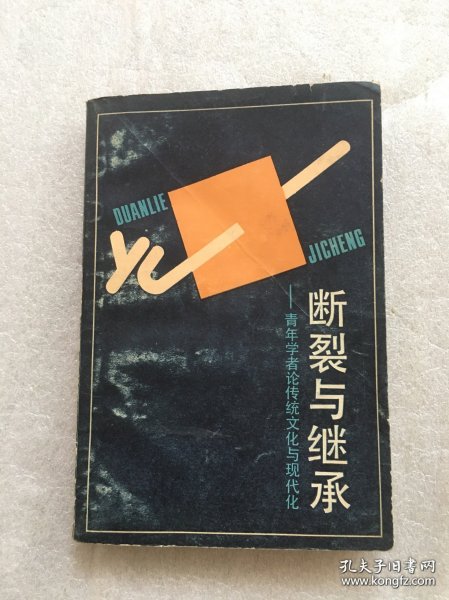 DUANLIE
YU
JICHENG
断裂与继承
——青年学者论传统文化与现代化
孔夫子旧书网
www.kongfz.com